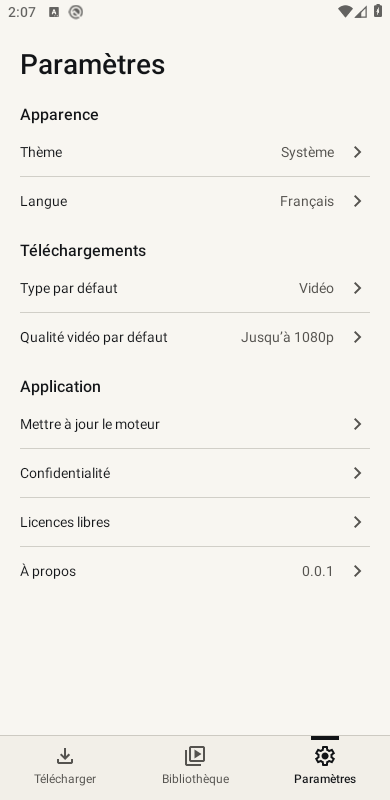 2:07
Paramètres
Apparence
Thème Système
Langue Français
Téléchargements
Type par défaut Vidéo
Qualité vidéo par défaut Jusqu’à 1080p
Application
Mettre à jour le moteur
Confidentialité
Licences libres
À propos 0.0.1
Télécharger Bibliothèque Paramètres